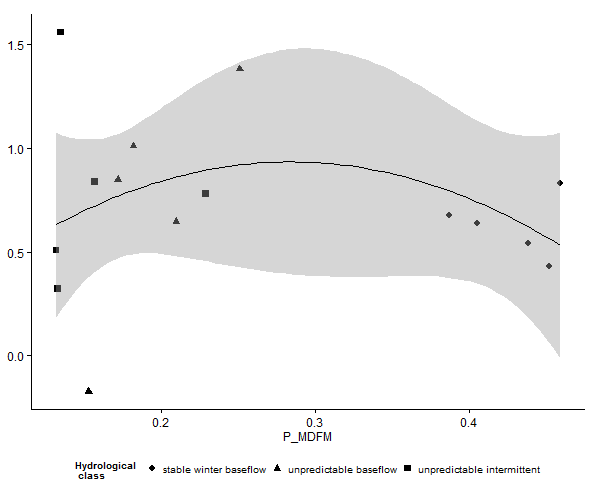 1.5
1.0
0.5
0.0
0.2 0.3 0.4
P_MDFM
Hydrological class stable winter baseflow unpredictable baseflow unpredictable intermittent